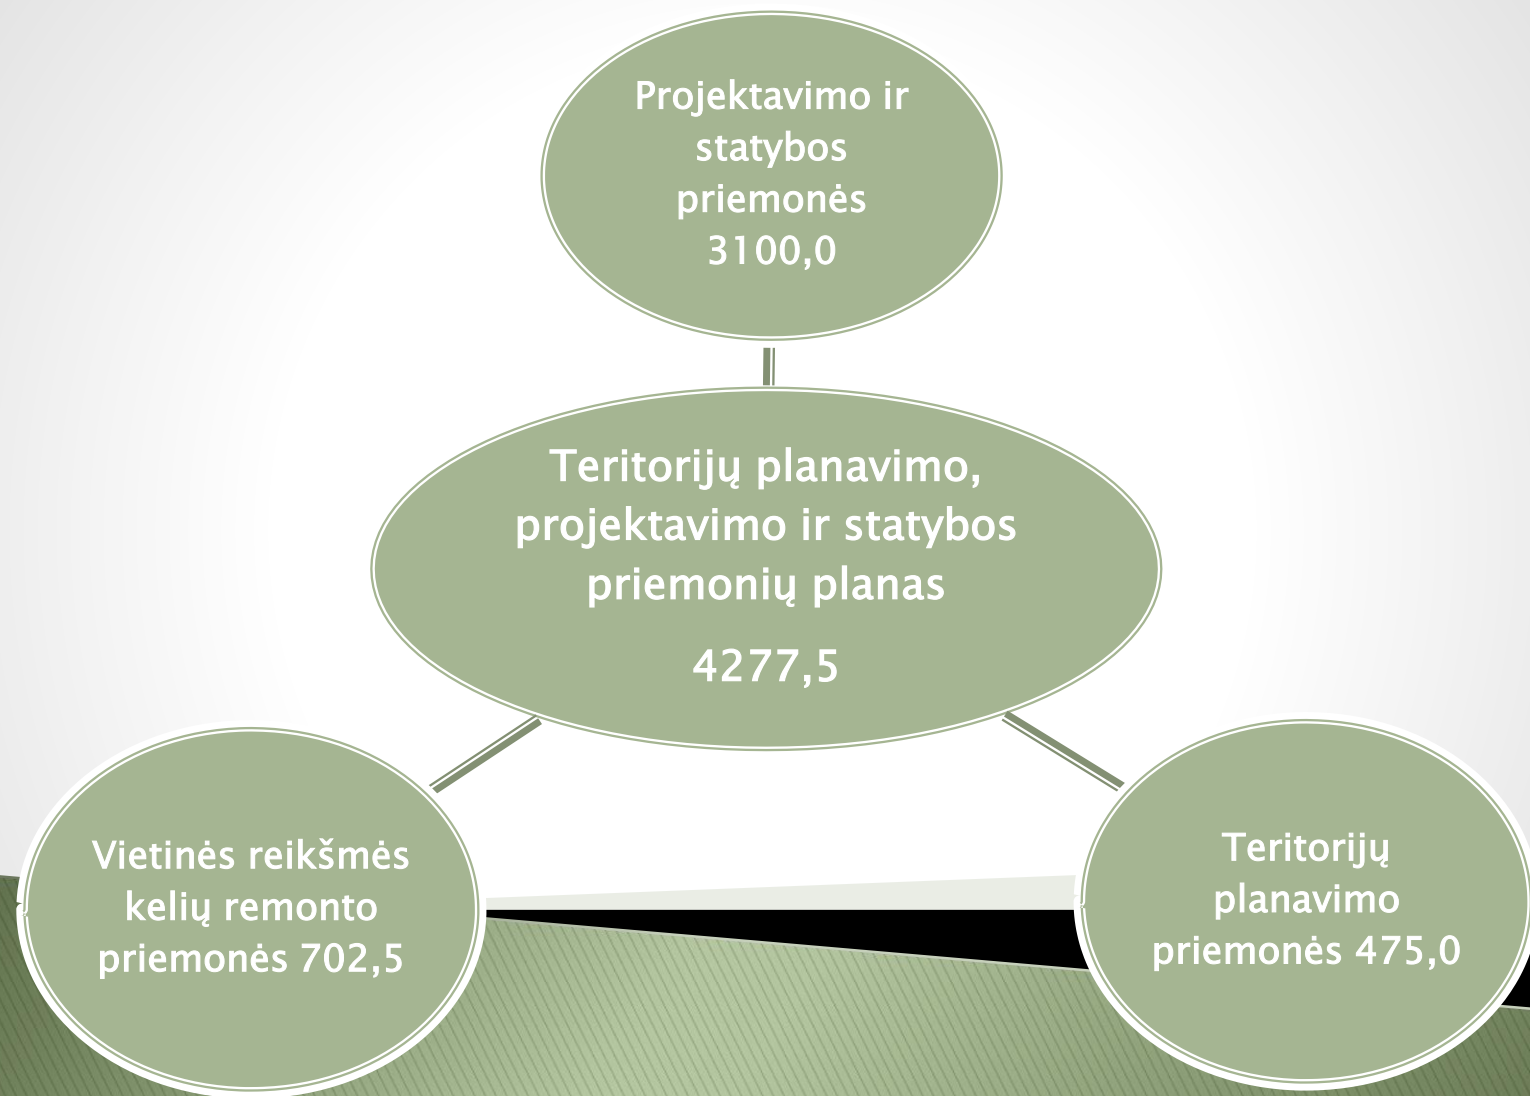 Projektavimo ir
statybos
priemonės
3100,0
Teritorijų planavimo,
projektavimo ir statybos
priemonių planas
4277,5
Vietinės reikšmės
kelių remonto
priemonės 702,5
Teritorijų
planavimo
priemonės 475,0